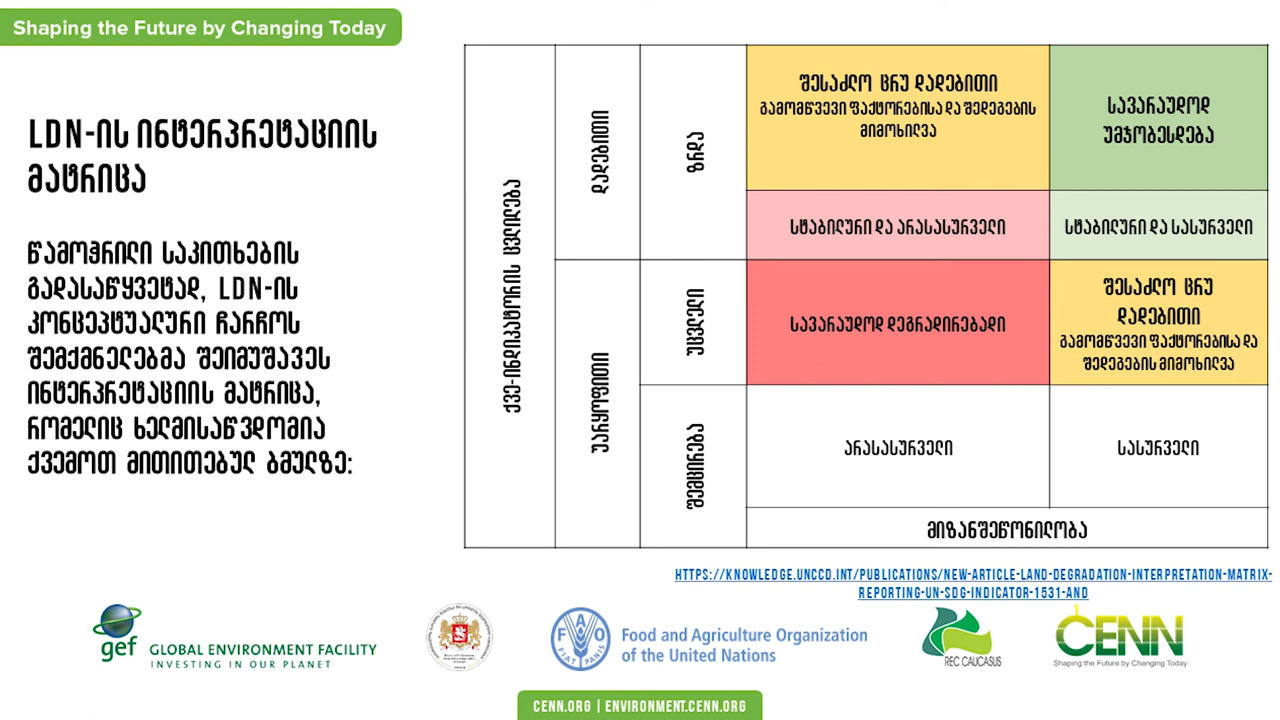 Shaping the Future by Changing Today
LDN-ის ინტერპრეტაციის
მატრიცა
წამოჭრილი საკითხების
გადასაწყვეტად, LDN-ის
კონცეპტუალური ჩარჩოს
შემქმნელებმა შეიმუშავეს
ინტერპრეტაციის მატრიცა,
რომელიც ხელმისაწვდომია
ქვემოთ მითითებულ ბმულზე:
ქვე-ინდიკატორის ცვლილება
დადებითი
ზრდა
შესაძლო ცრუ დადებითი
გამომწვევი ფაქტორებისა და შედეგების
მიმოხილვა
სავარაუდოდ
უმჯობესდება
სტაბილური და არასასურველი
სტაბილური და სასურველი
უარყოფითი
უცვლელი
სავარაუდოდ დეგრადირებადი
შესაძლო ცრუ
დადებითი
გამომწვევი ფაქტორებისა და
შედეგების მიმოხილვა
შემცირება
არასასურველი
სასურველი
მიზანშეწონილობა
HTTPS://KNOWLEDGE.UNCCD.INT/PUBLICATIONS/NEW-ARTICLE-LAND-DEGRADATION-INTERPRETATION-MATRIX-
REPORTING-UN-SDG-INDICATOR-1531-AND
gef
GLOBAL ENVIRONMENT FACILITY
INVESTING IN OUR PLANET
FAO
FIAT PANIS
Food and Agriculture Organization
of the United Nations
REC CAUCASUS
CENN
Shaping the Future by Changing Today
CENN.ORG | ENVIRONMENT.CENN.ORG